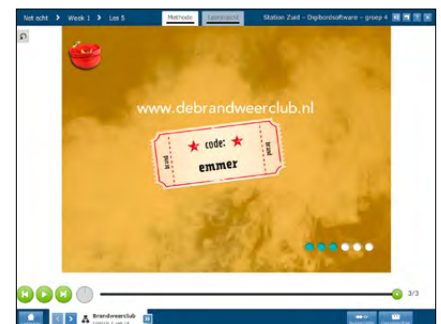 Net echt > Week 1 > Les 5
Methode
Station Zuid - Digibordsoftware - groep 4
www.debrandweerclub.nl
brand
code:
emmer
brand
3/3
Brandweerclub